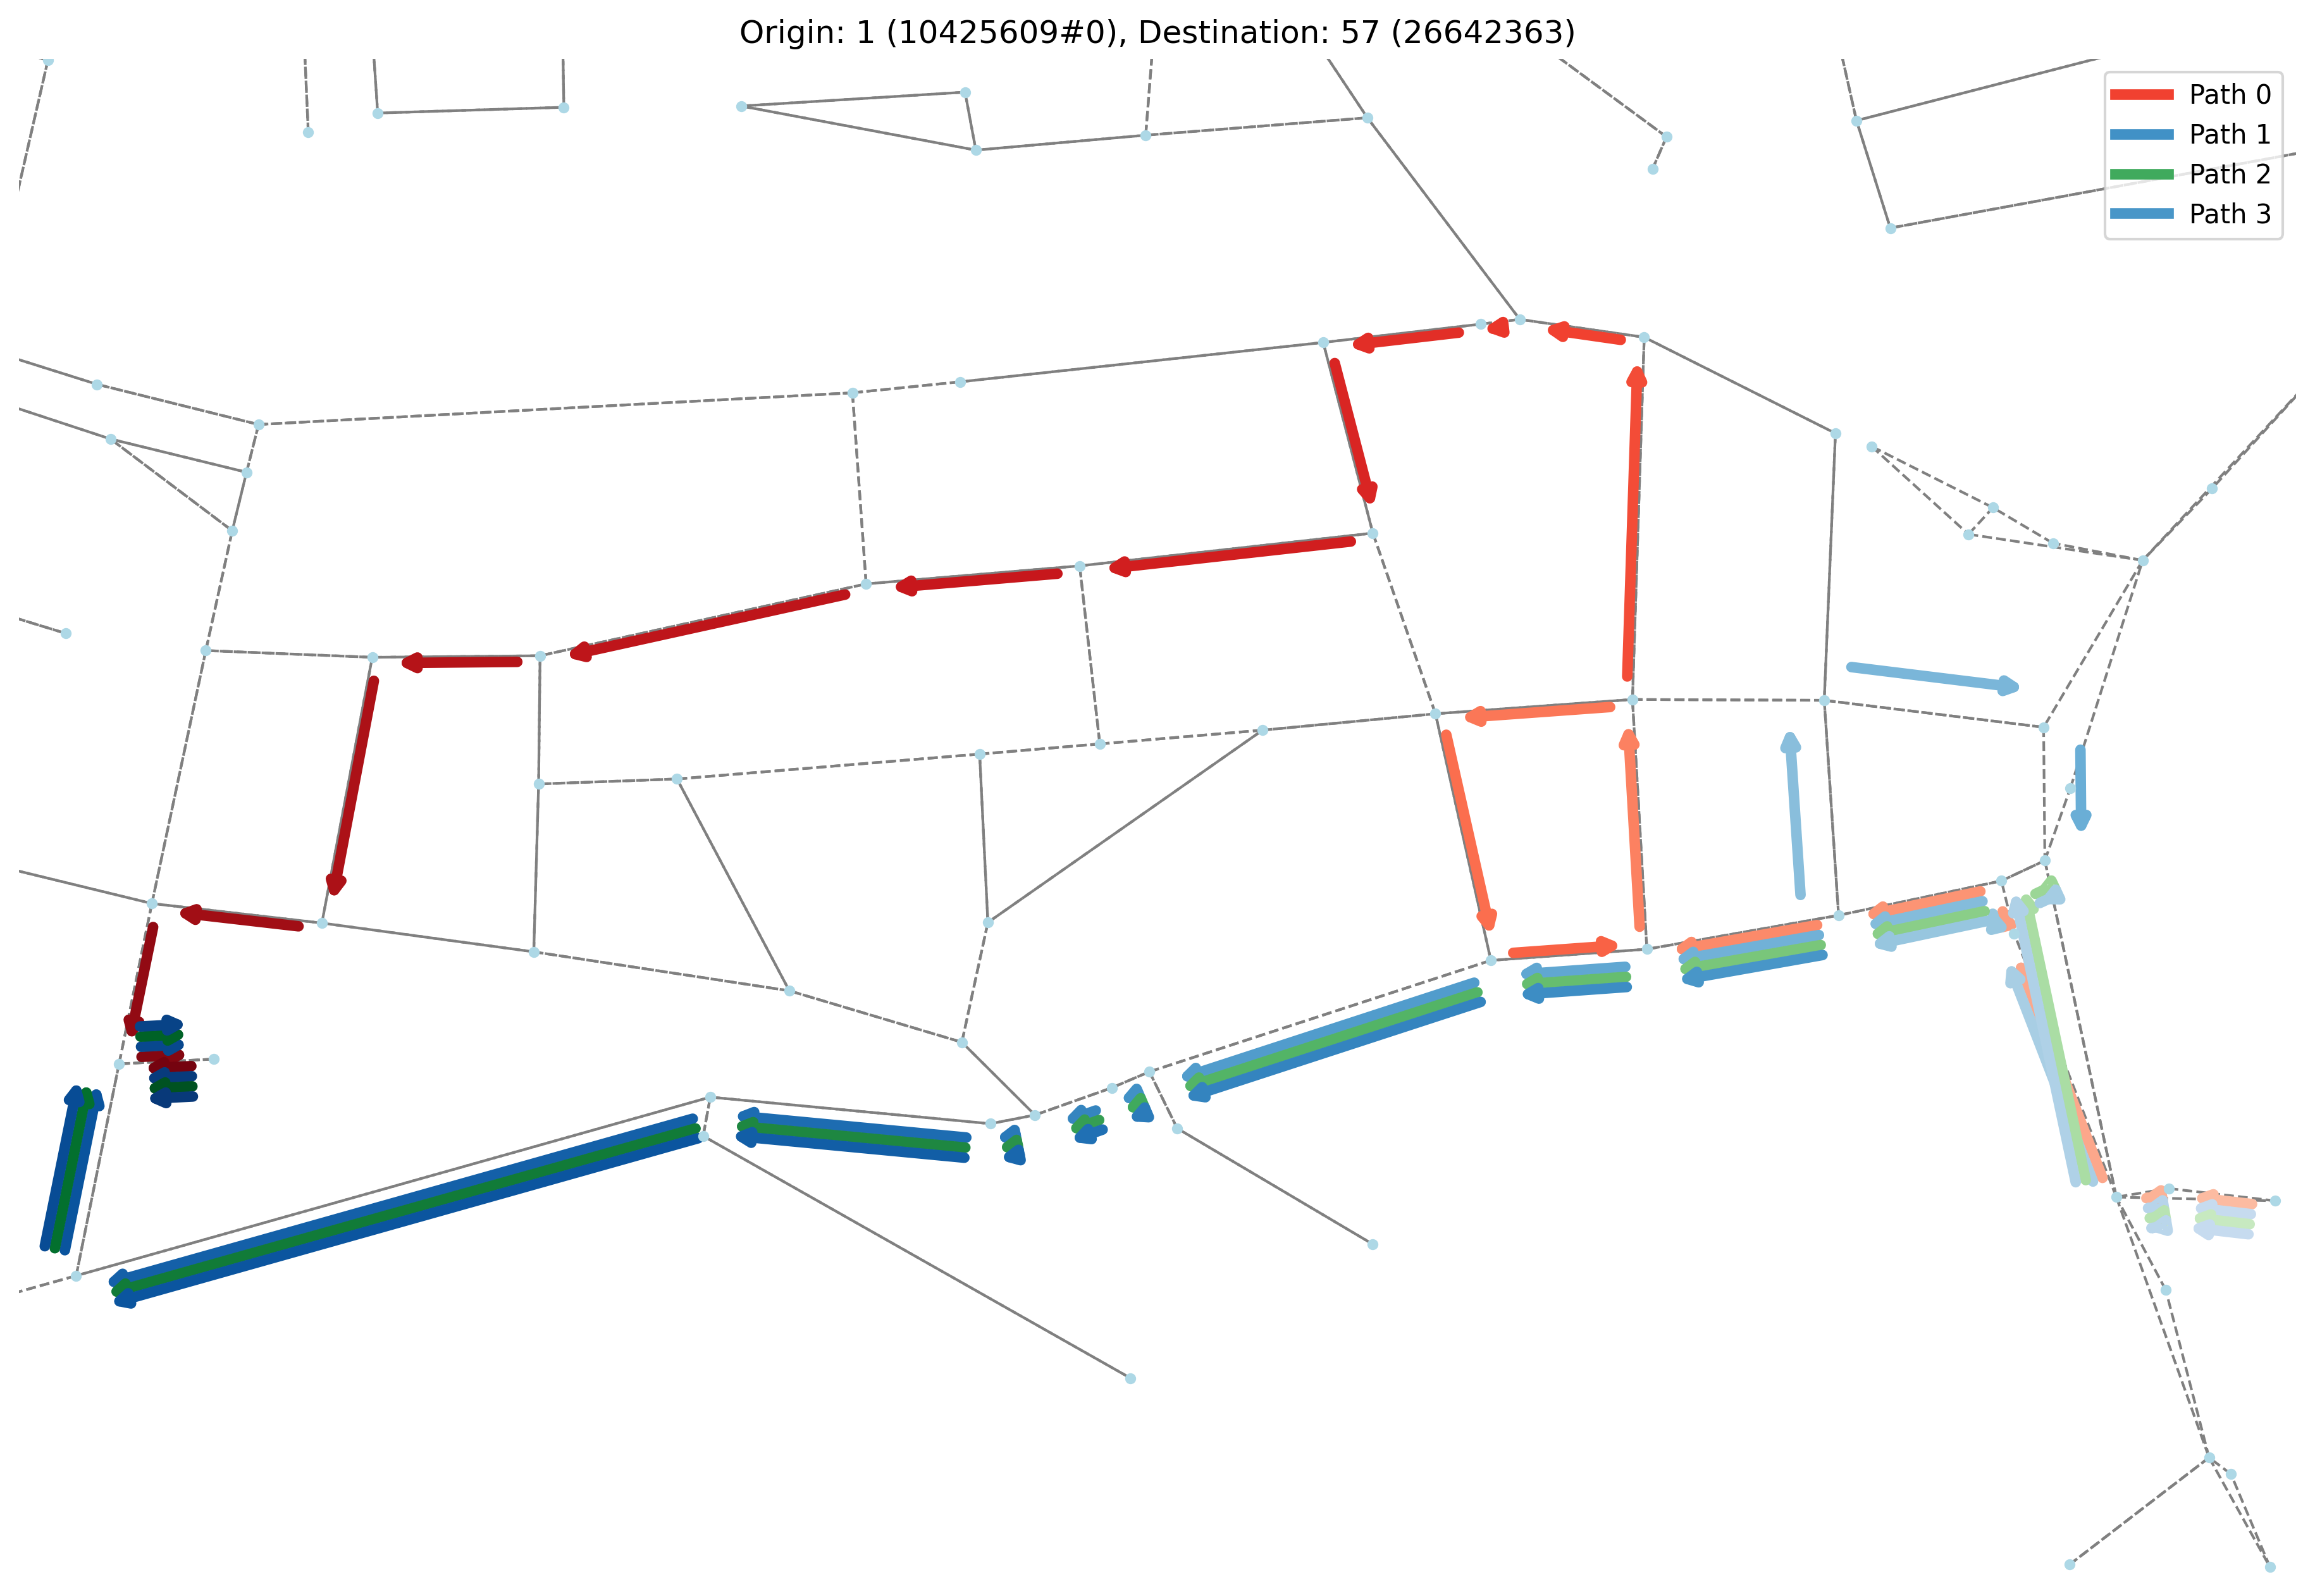 Origin: 1 (10425609#0), Destination: 57 (26642363)
Path 0
Path 1
Path 2
Path 3